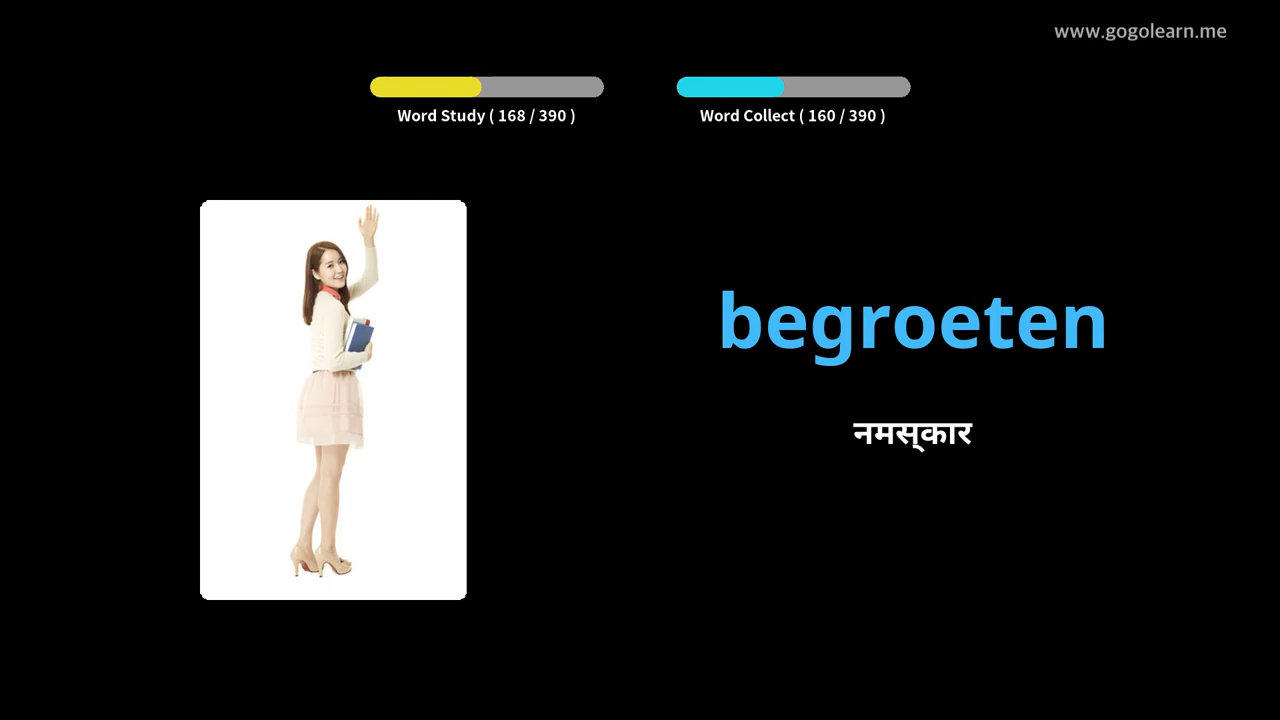 www.gogolearn.me
Word Study ( 168 / 390 )
Word Collect ( 160 / 390 )
begroeten
नमस्कार